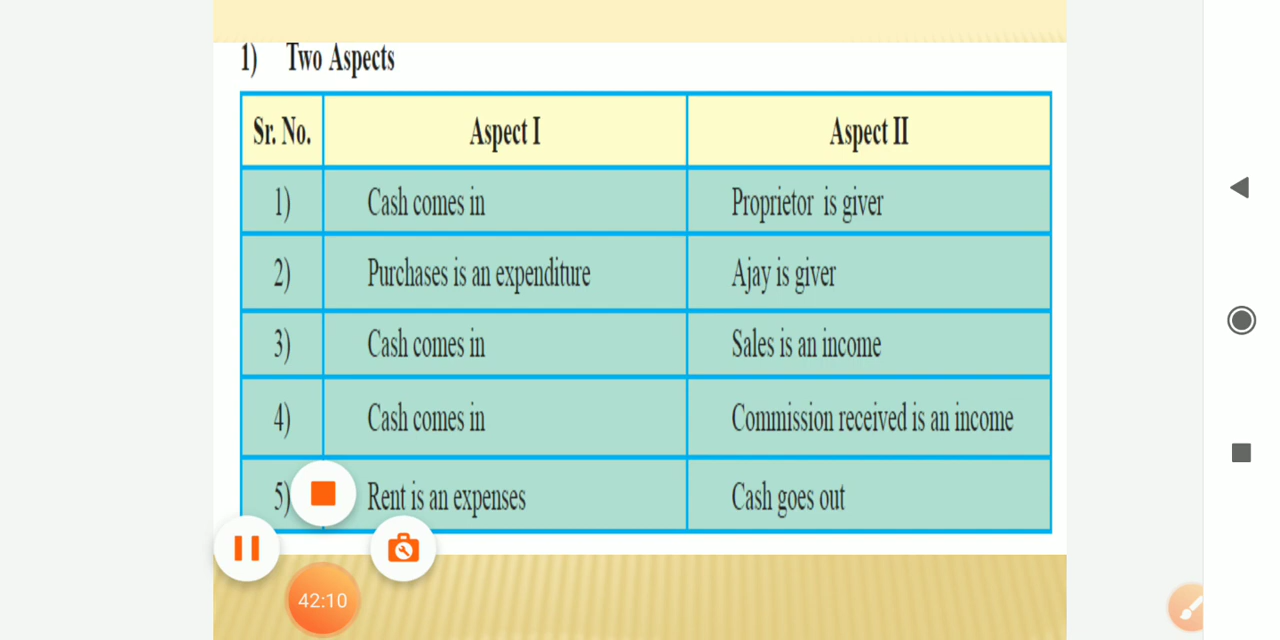 1) Two Aspects
Sr. No. Aspect I Aspect II
1) Cash comes in Proprietor is giver
2) Purchases is an expenditure Ajay is giver
3) Cash comes in Sales is an income
4) Cash comes in Commission received is an income
5) Rent is an expenses Cash goes out
42:10